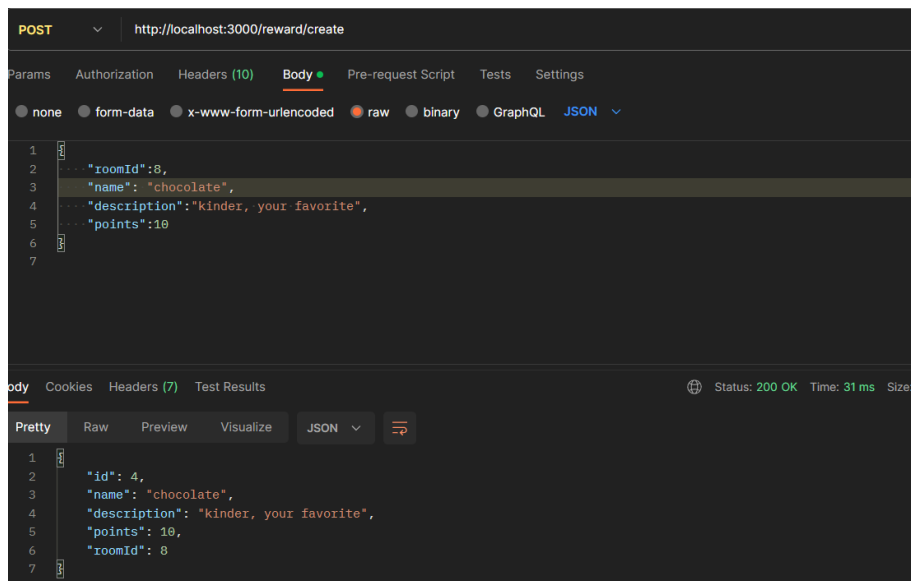 POST http://localhost:3000/reward/create
Params Authorization Headers (10) Body Pre-request Script Tests Settings
none form-data x-www-form-urlencoded raw binary GraphQL JSON
1 {
2 ····"roomId":8,
3 "name": "chocolate",
4 ····"description":"kinder,·your·favorite",
5 ····"points":10
6 }
7
ody Cookies Headers (7) Test Results Status: 200 OK Time: 31 ms Size:
Pretty Raw Preview Visualize JSON
1 {
2 "id": 4,
3 "name": "chocolate",
4 "description": "kinder, your favorite",
5 "points": 10,
6 "roomId": 8
7 }